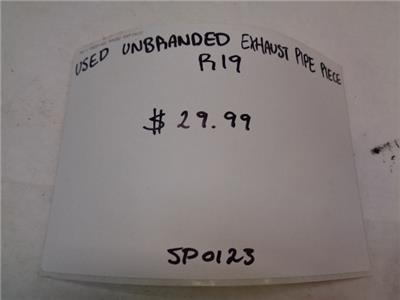 USED UNBRANDED EXHAUST PIPE PIECE
R19
$ 29.99
SP0123